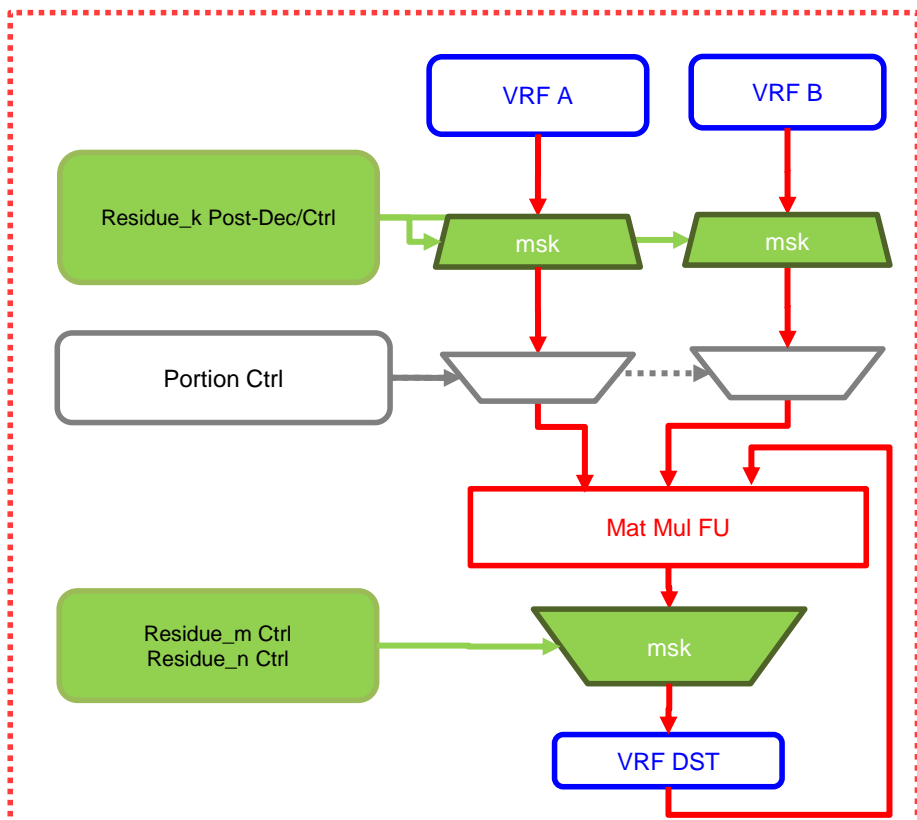 VRF A
VRF B
Residue_k Post-Dec/Ctrl
msk
msk
Portion Ctrl
Mat Mul FU
Residue_m Ctrl
Residue_n Ctrl
msk
VRF DST